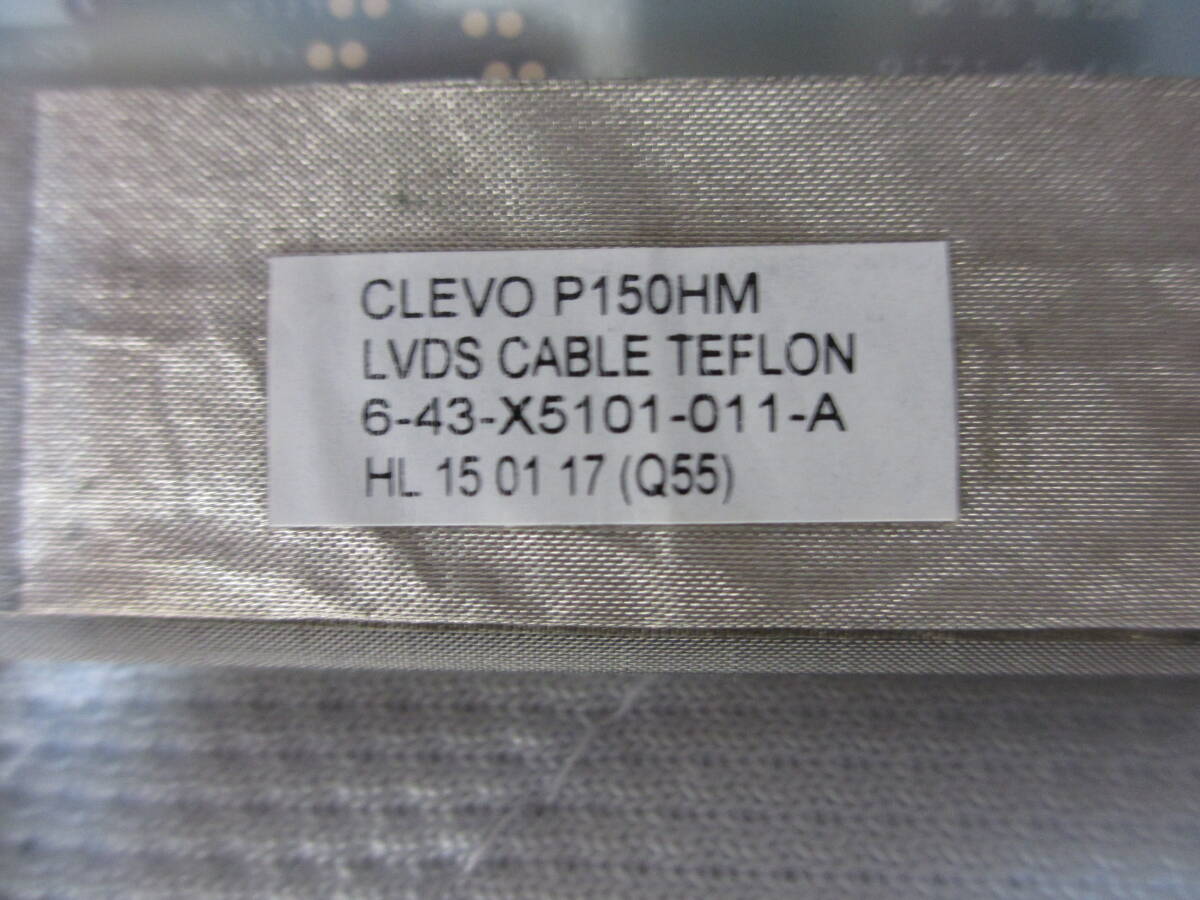 CLEVO P150HM
LVDS CABLE TEFLON
6-43-X5101-011-A
HL 15 01 17 (Q55)